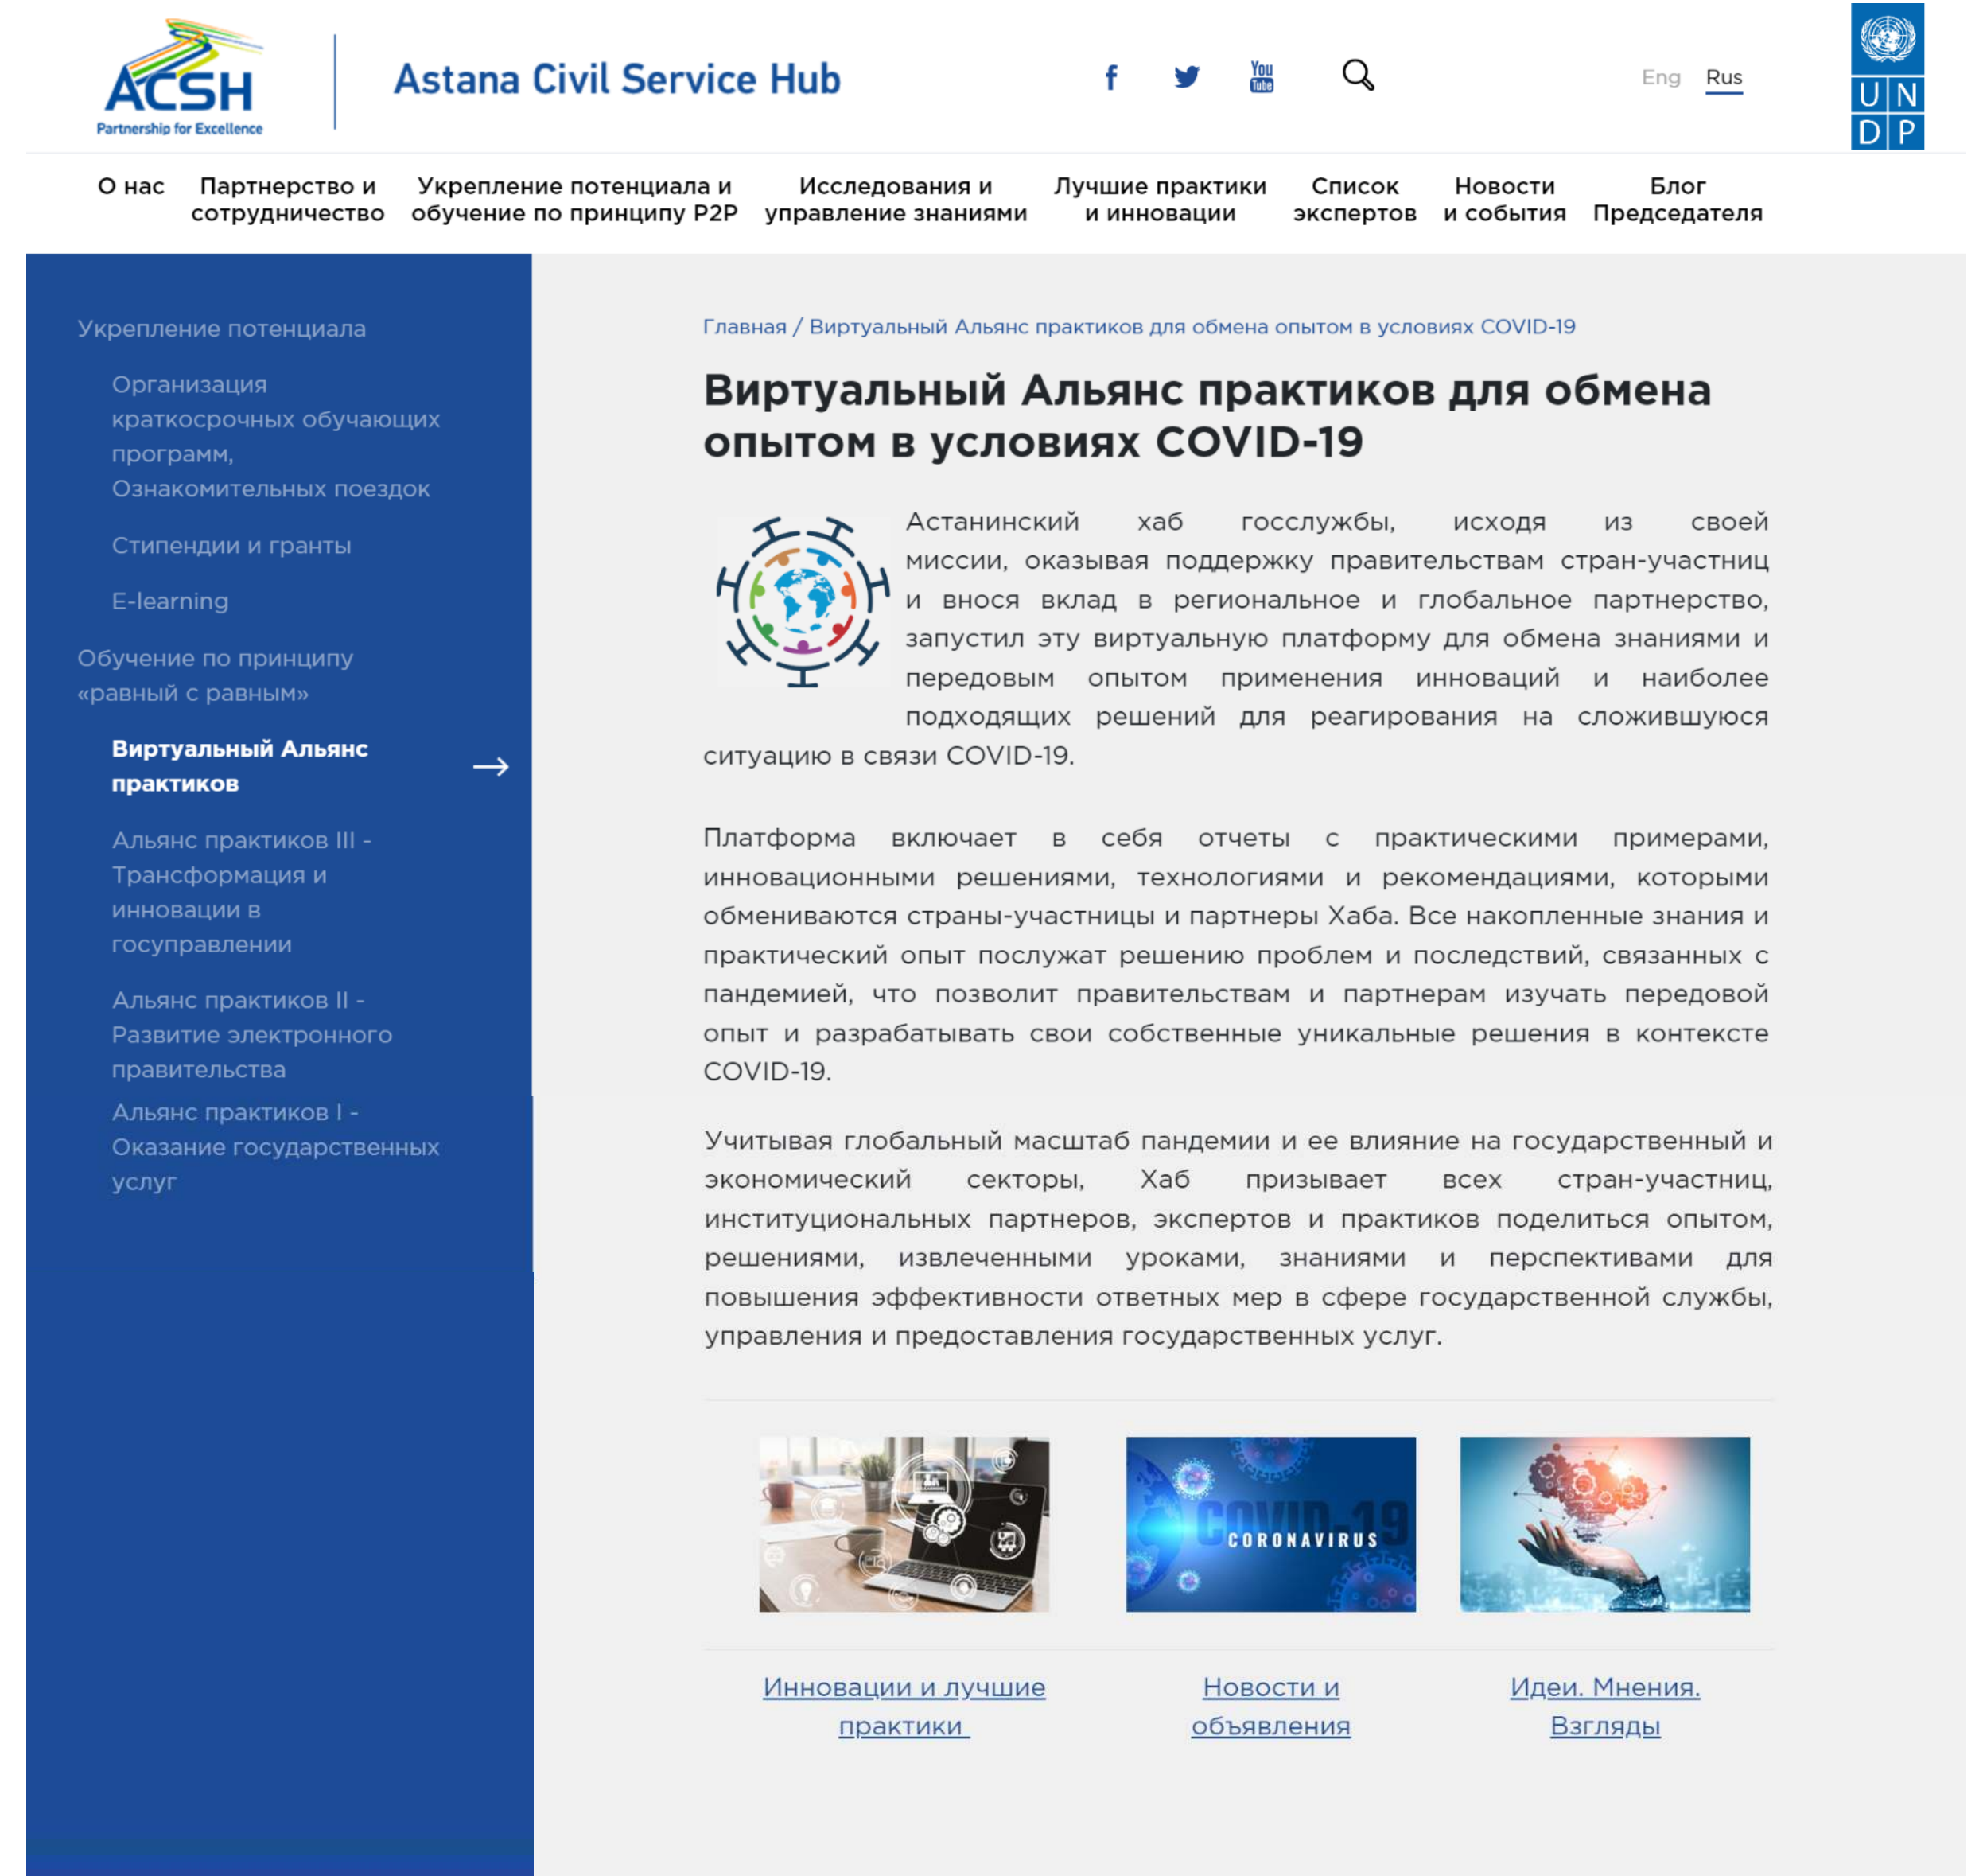 ACSH
Partnership for Excellence
Astana Civil Service Hub
f
You
Tube
Eng Rus
U N
D P
О нас
Партнерство и
сотрудничество
Укрепление потенциала и
обучение по принципу P2P
Исследования и
управление знаниями
Лучшие практики
и инновации
Список
экспертов
Новости
и события
Блог
Председателя
Укрепление потенциала
Организация
краткосрочных обучающих
программ,
Ознакомительных поездок
Стипендии и гранты
E-learning
Обучение по принципу
«равный с равным»
Виртуальный Альянс
практиков
Альянс практиков III -
Трансформация и
инновации в
госуправлении
Альянс практиков II -
Развитие электронного
правительства
Альянс практиков I -
Оказание государственных
услуг
Главная / Виртуальный Альянс практиков для обмена опытом в условиях COVID-19
Виртуальный Альянс практиков для обмена
опытом в условиях COVID-19
Астанинский хаб госслужбы, исходя из своей
миссии, оказывая поддержку правительствам стран-участниц
и внося вклад в региональное и глобальное партнерство,
запустил эту виртуальную платформу для обмена знаниями и
передовым опытом применения инноваций и наиболее
подходящих решений для реагирования на сложившуюся
ситуацию в связи COVID-19.
Платформа включает в себя отчеты с практическими примерами,
инновационными решениями, технологиями и рекомендациями, которыми
обмениваются страны-участницы и партнеры Хаба. Все накопленные знания и
практический опыт послужат решению проблем и последствий, связанных с
пандемией, что позволит правительствам и партнерам изучать передовой
опыт и разрабатывать свои собственные уникальные решения в контексте
COVID-19.
Учитывая глобальный масштаб пандемии и ее влияние на государственный и
экономический секторы, Хаб призывает всех стран-участниц,
институциональных партнеров, экспертов и практиков поделиться опытом,
решениями, извлеченными уроками, знаниями и перспективами для
повышения эффективности ответных мер в сфере государственной службы,
управления и предоставления государственных услуг.
COVID-19
CORONAVIRUS
Инновации и лучшие
практики
Новости и
объявления
Идеи. Мнения.
Взгляды